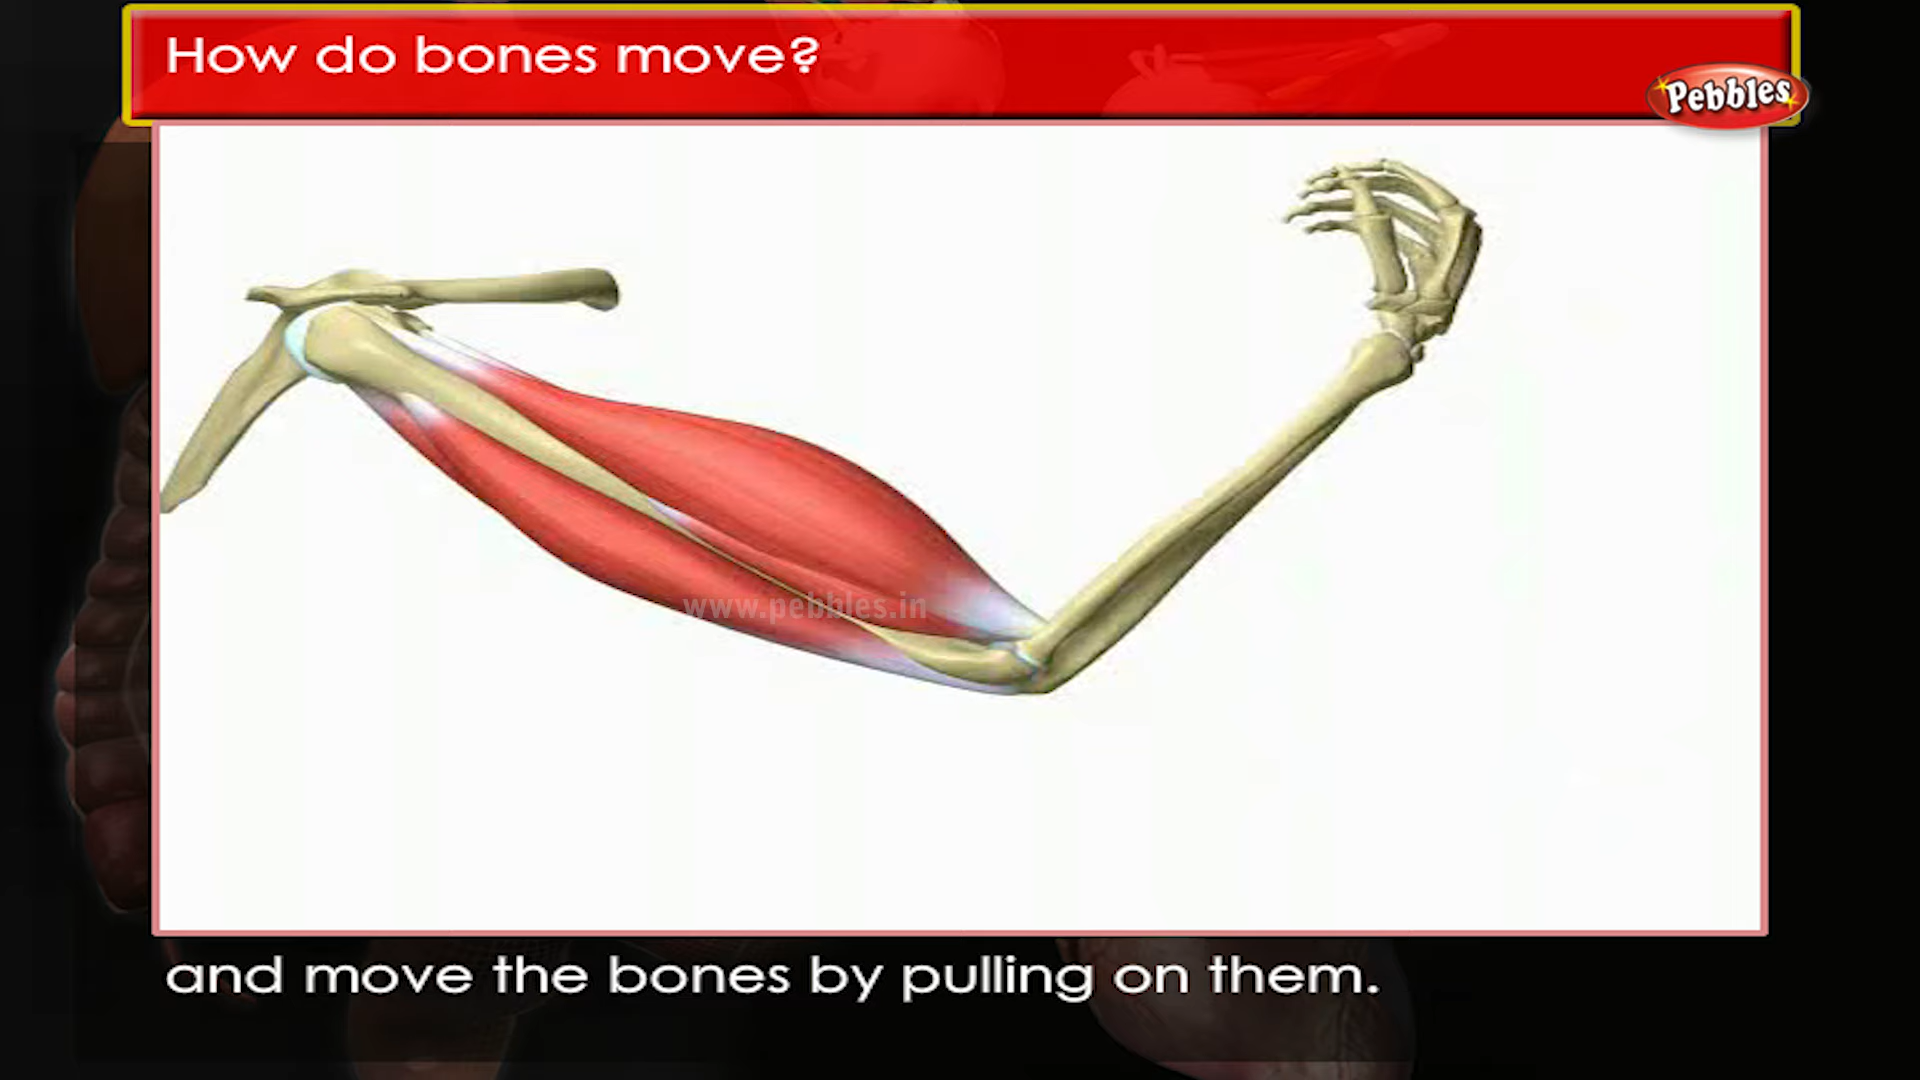 How do bones move?
Pebbles
www.pebbles.in
and move the bones by pulling on them.